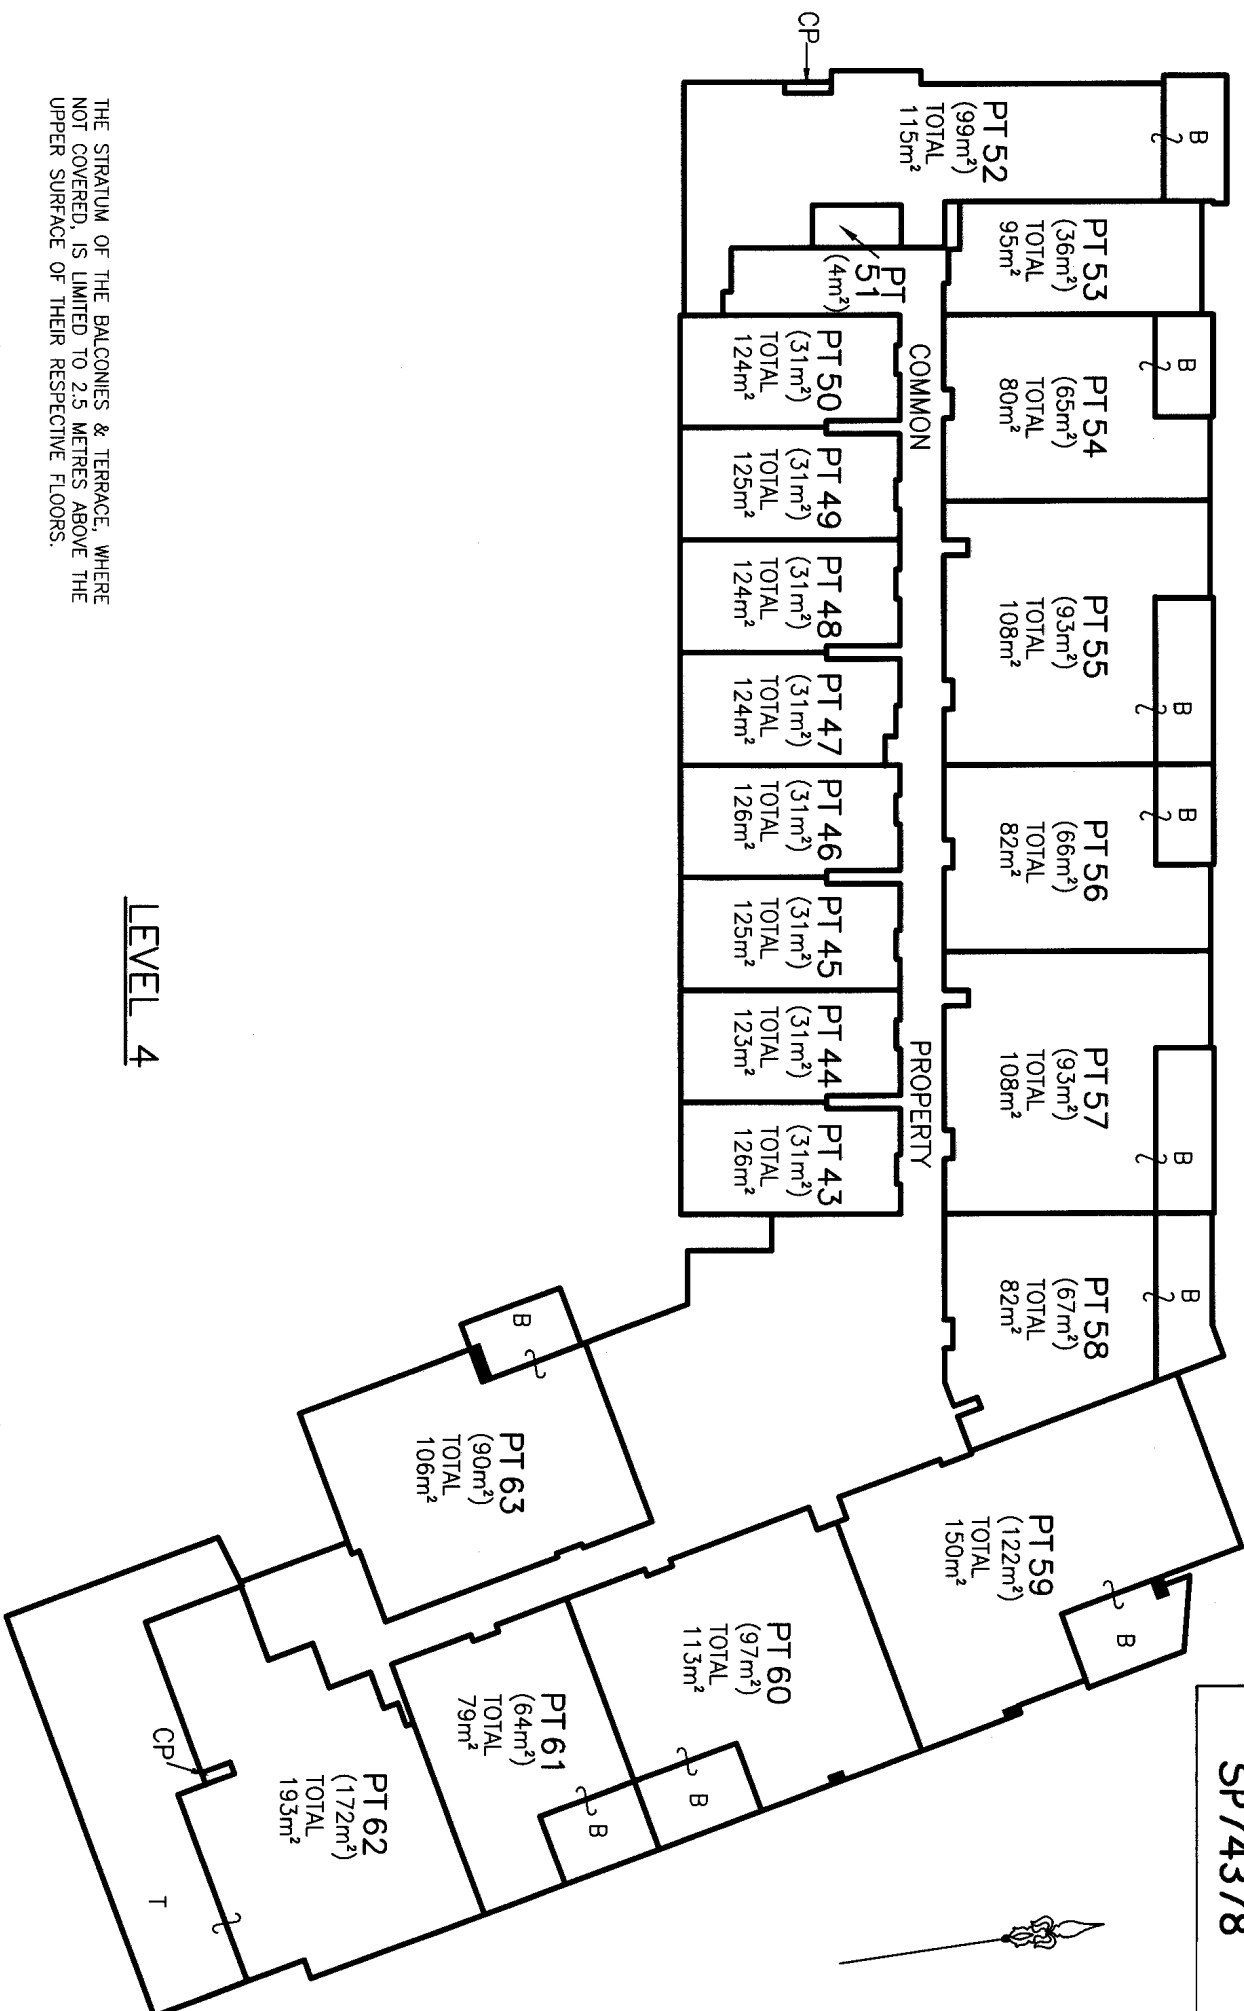 SP74378
CP
B
PT 52
(99m²)
TOTAL
115m²
PT 53
(36m²)
TOTAL
95m²
PT
51
(4m²)
B
PT 54
(65m²)
TOTAL
80m²
B
PT 55
(93m²)
TOTAL
108m²
B
PT 56
(66m²)
TOTAL
82m²
B
PT 57
(93m²)
TOTAL
108m²
B
PT 58
(67m²)
TOTAL
82m²
COMMON PROPERTY
PT 50
(31m²)
TOTAL
124m²
PT 49
(31m²)
TOTAL
125m²
PT 48
(31m²)
TOTAL
124m²
PT 47
(31m²)
TOTAL
124m²
PT 46
(31m²)
TOTAL
126m²
PT 45
(31m²)
TOTAL
125m²
PT 44
(31m²)
TOTAL
123m²
PT 43
(31m²)
TOTAL
126m²
PT 59
(122m²)
TOTAL
150m²
B
PT 60
(97m²)
TOTAL
113m²
B
PT 61
(64m²)
TOTAL
79m²
B
B
PT 63
(90m²)
TOTAL
106m²
PT 62
(172m²)
TOTAL
193m²
CP
T
LEVEL 4
THE STRATUM OF THE BALCONIES & TERRACE, WHERE
NOT COVERED, IS LIMITED TO 2.5 METRES ABOVE THE
UPPER SURFACE OF THEIR RESPECTIVE FLOORS.